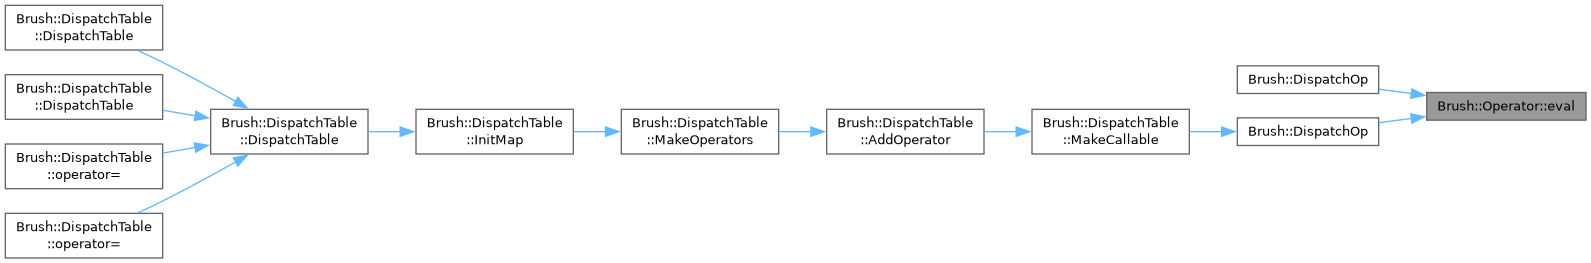 Brush::DispatchTable
::DispatchTable
Brush::DispatchTable
::DispatchTable
Brush::DispatchTable
::operator=
Brush::DispatchTable
::operator=
Brush::DispatchTable
::DispatchTable
Brush::DispatchTable
::InitMap
Brush::DispatchTable
::MakeOperators
Brush::DispatchTable
::AddOperator
Brush::DispatchTable
::MakeCallable
Brush::DispatchOp
Brush::DispatchOp
Brush::Operator::eval